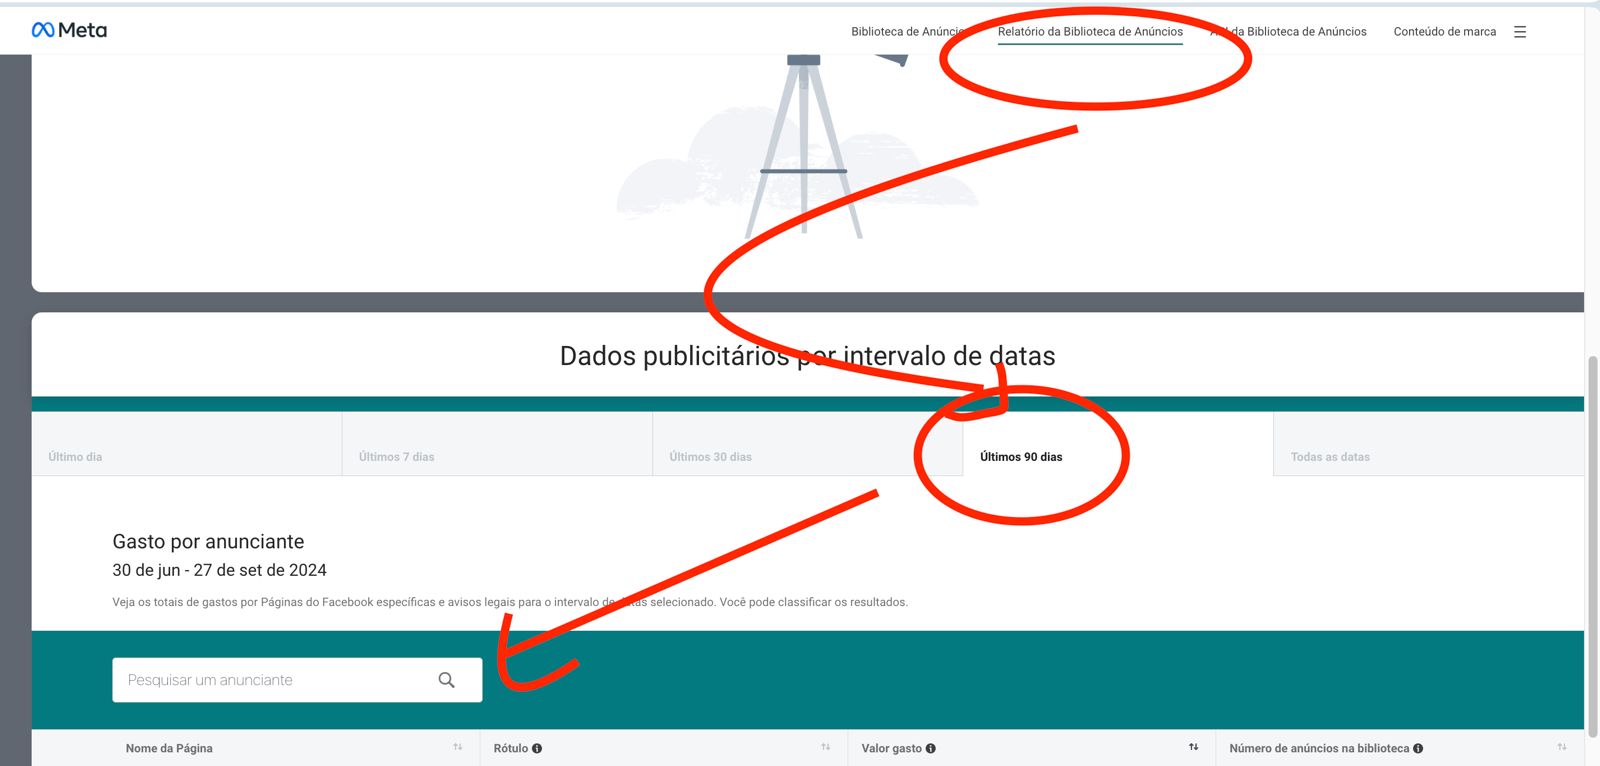 Meta
Biblioteca de Anúncios Relatório da Biblioteca de Anúncios API da Biblioteca de Anúncios Conteúdo de marca
Dados publicitários por intervalo de datas
Último dia Últimos 7 dias Últimos 30 dias Últimos 90 dias Todas as datas
Gasto por anunciante
30 de jun - 27 de set de 2024
Veja os totais de gastos por Páginas do Facebook específicas e avisos legais para o intervalo de datas selecionado. Você pode classificar os resultados.
Pesquisar um anunciante
Nome da Página Rótulo Valor gasto Número de anúncios na biblioteca